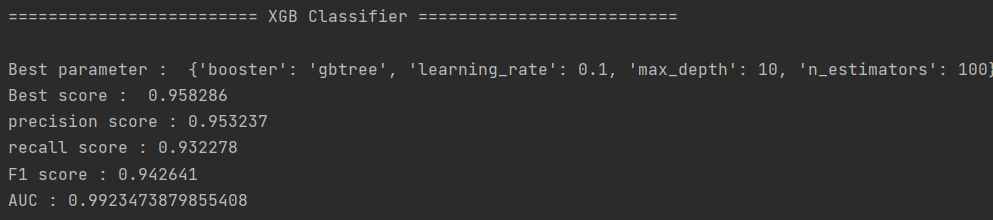 ========================= XGB Classifier ==========================
Best parameter :  {'booster': 'gbtree', 'learning_rate': 0.1, 'max_depth': 10, 'n_estimators': 100}
Best score :  0.958286
precision score : 0.953237
recall score : 0.932278
F1 score : 0.942641
AUC : 0.9923473879855408